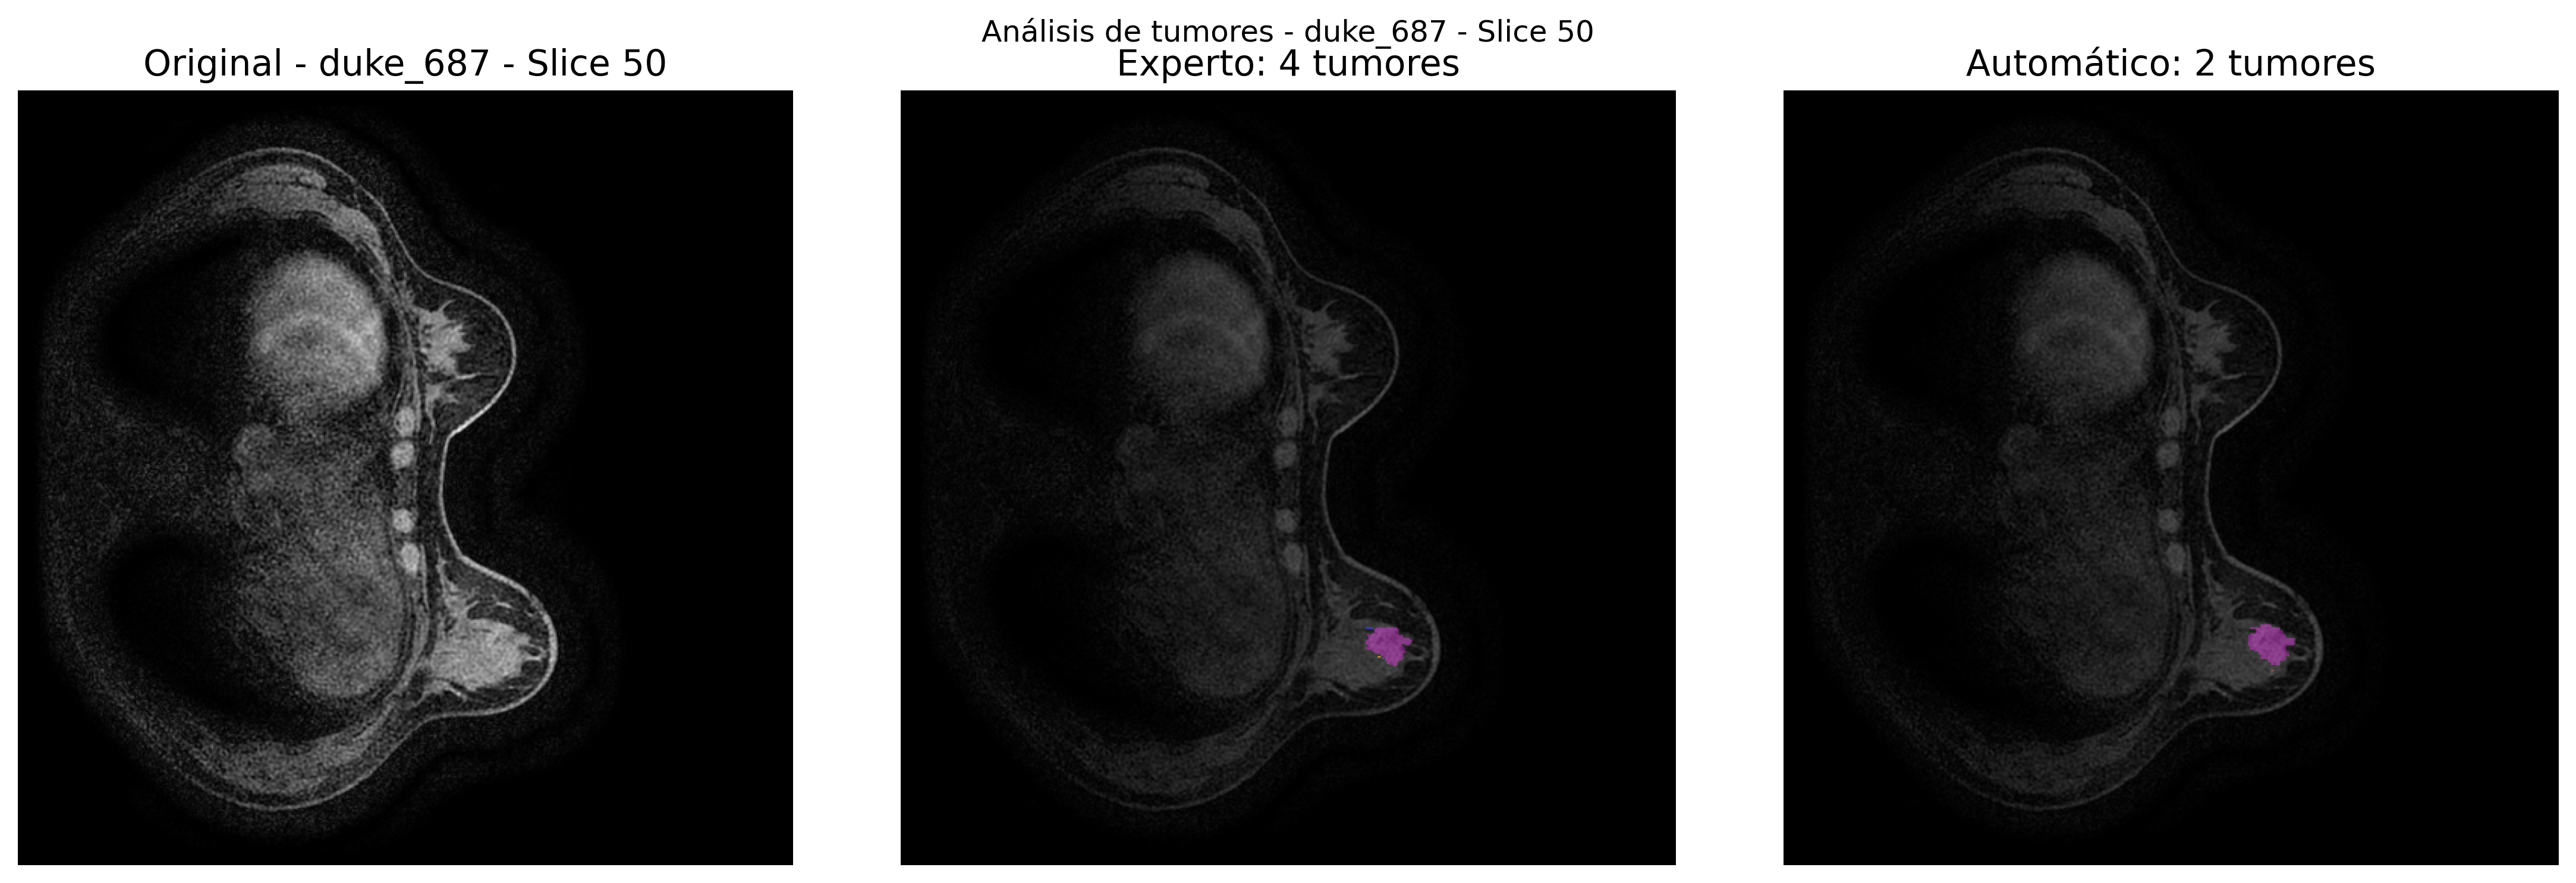 Análisis de tumores - duke_687 - Slice 50
Original - duke_687 - Slice 50
Experto: 4 tumores
Automático: 2 tumores